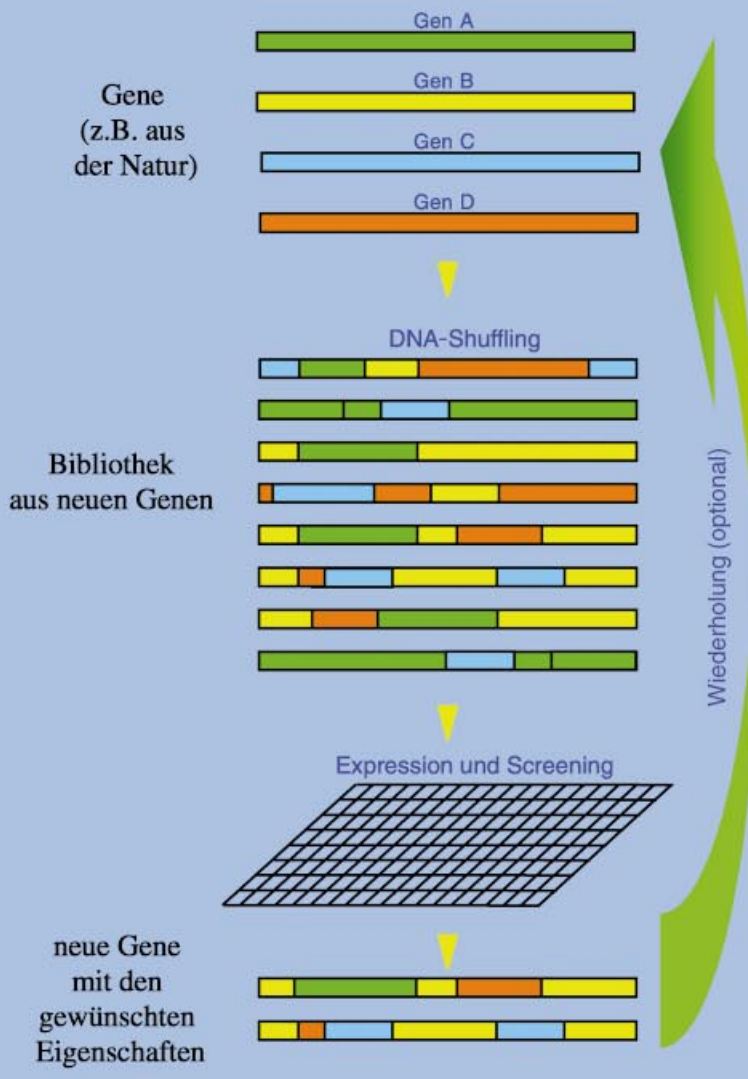 Gen A
Gene
(z.B. aus
der Natur)
Gen B
Gen C
Gen D
DNA-Shuffling
Bibliothek
aus neuen Genen
Wiederholung (optional)
Expression und Screening
neue Gene
mit den
gewünschten
Eigenschaften